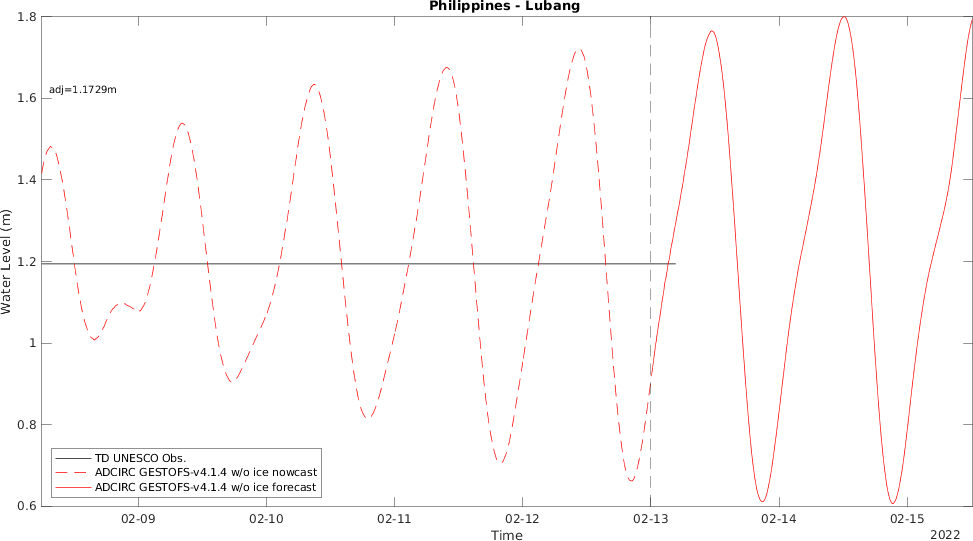 Philippines - Lubang
adj=1.1729m
Water Level (m)
1.8
1.6
1.4
1.2
1
0.8
0.6
TD UNESCO Obs.
ADCIRC GESTOFS-v4.1.4 w/o ice nowcast
ADCIRC GESTOFS-v4.1.4 w/o ice forecast
02-09 02-10 02-11 02-12 02-13 02-14 02-15
Time
2022